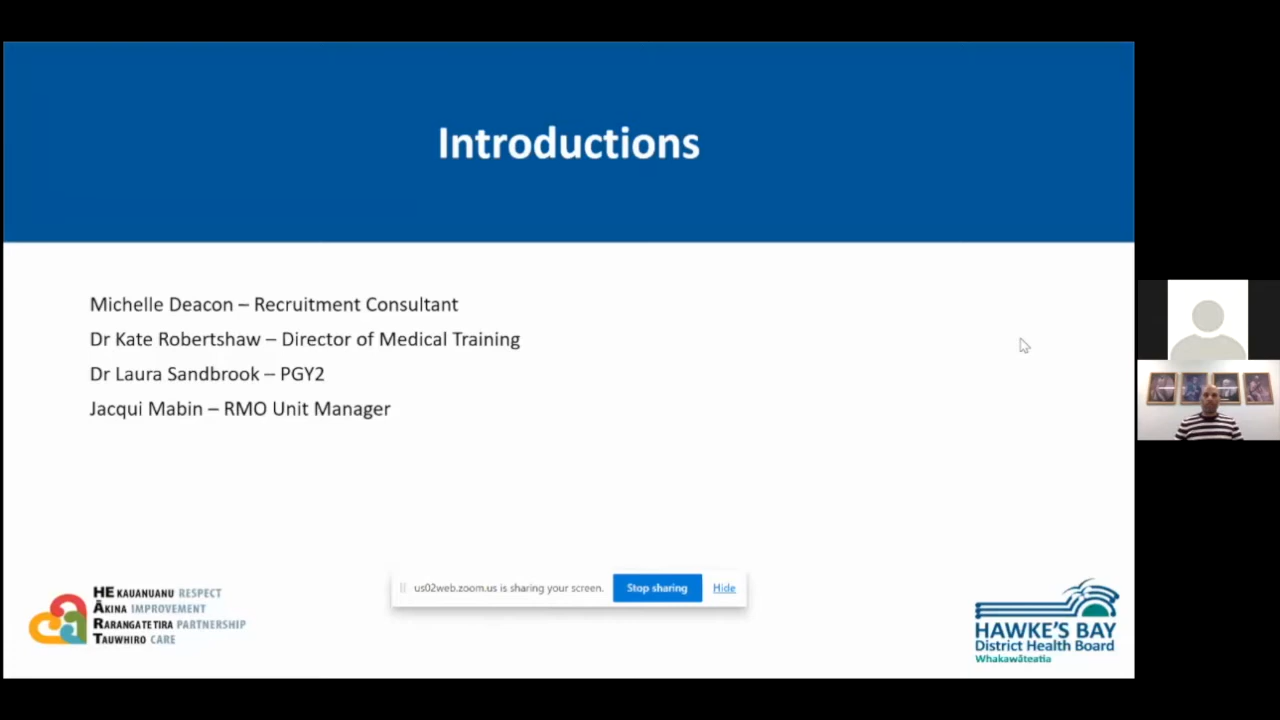 Introductions
Michelle Deacon – Recruitment Consultant
Dr Kate Robertshaw – Director of Medical Training
Dr Laura Sandbrook – PGY2
Jacqui Mabin – RMO Unit Manager
us02web.zoom.us is sharing your screen. Stop sharing Hide
HE KAUANUANU RESPECT
ĀKINA IMPROVEMENT
RARANGATETIRA PARTNERSHIP
TAUWHIRO CARE
HAWKE'S BAY
District Health Board
Whakawāteatia